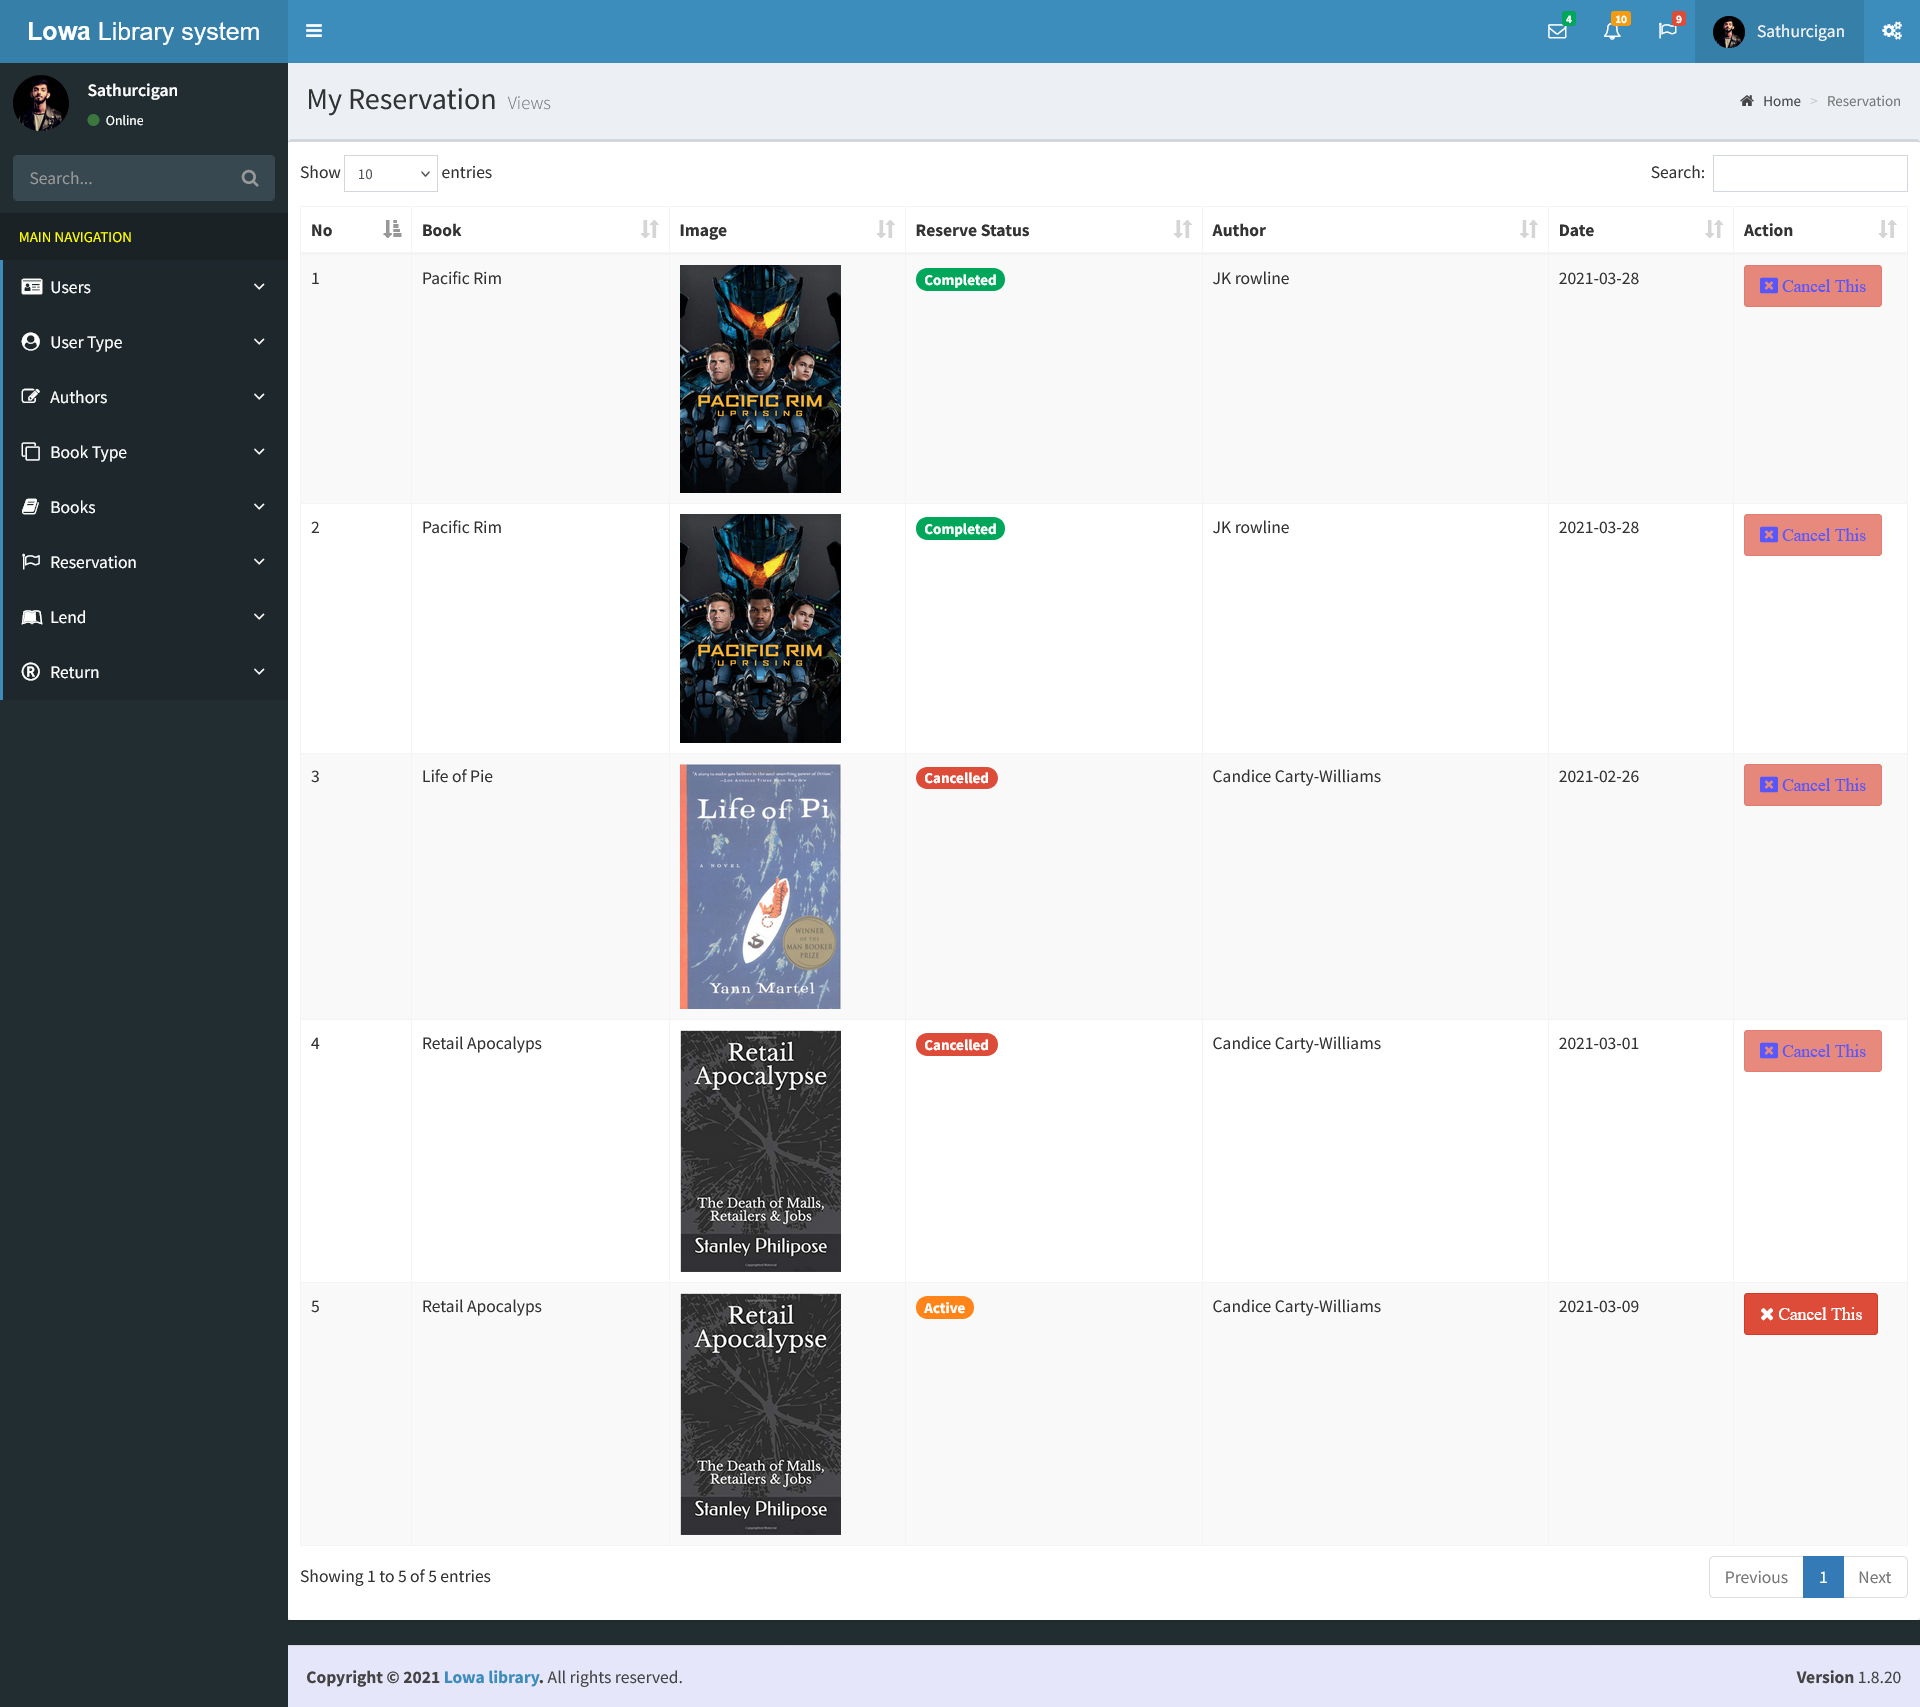 Lowa Library system
4
10
9
Sathurcigan
Sathurcigan
Online
Search...
MAIN NAVIGATION
Users
User Type
Authors
Book Type
Books
Reservation
Lend
Return
My Reservation Views
Home > Reservation
Show 10 entries
Search:
No Book Image Reserve Status Author Date Action
1 Pacific Rim Completed JK rowline 2021-03-28 Cancel This
PACIFIC RIM
UPRISING
2 Pacific Rim Completed JK rowline 2021-03-28 Cancel This
PACIFIC RIM
UPRISING
3 Life of Pie Cancelled Candice Carty-Williams 2021-02-26 Cancel This
Life of Pi
A NOVEL
WINNER
OF THE
MAN BOOKER
PRIZE
Yann Martel
4 Retail Apocalyps Cancelled Candice Carty-Williams 2021-03-01 Cancel This
Retail
Apocalypse
The Death of Malls,
Retailers & Jobs
Stanley Philipose
5 Retail Apocalyps Active Candice Carty-Williams 2021-03-09 Cancel This
Retail
Apocalypse
The Death of Malls,
Retailers & Jobs
Stanley Philipose
Showing 1 to 5 of 5 entries
Previous 1 Next
Copyright © 2021 Lowa library. All rights reserved.
Version 1.8.20